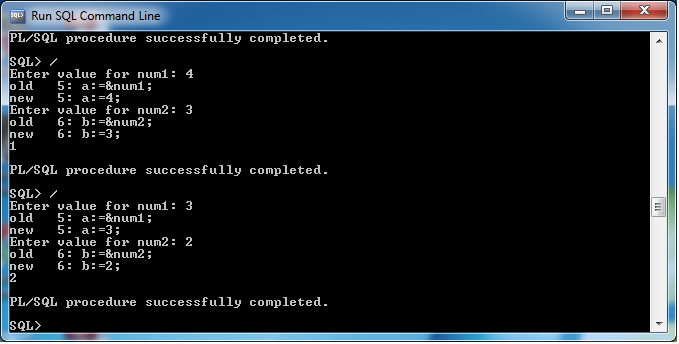 Run SQL Command Line
PL/SQL procedure successfully completed.
SQL> /
Enter value for num1: 4
old   5: a:=&num1;
new   5: a:=4;
Enter value for num2: 3
old   6: b:=&num2;
new   6: b:=3;
1
PL/SQL procedure successfully completed.
SQL> /
Enter value for num1: 3
old   5: a:=&num1;
new   5: a:=3;
Enter value for num2: 2
old   6: b:=&num2;
new   6: b:=2;
2
PL/SQL procedure successfully completed.
SQL>